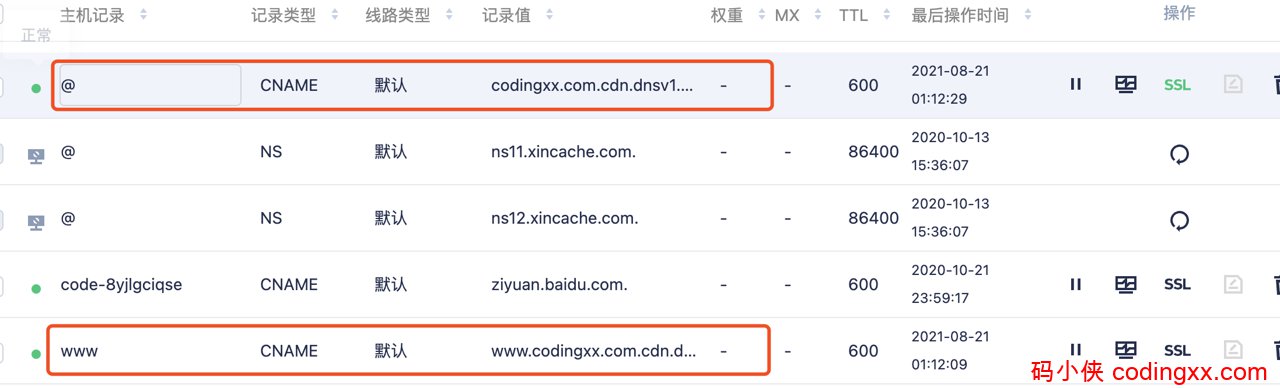 主机记录 记录类型 线路类型 记录值 权重 MX TTL 最后操作时间 操作
正常
@ CNAME 默认 codingxx.com.cdn.dnsv1.... - - 600 2021-08-21 01:12:29 SSL
@ NS 默认 ns11.xincache.com. - - 86400 2020-10-13 15:36:07
@ NS 默认 ns12.xincache.com. - - 86400 2020-10-13 15:36:07
code-8yjlgciqse CNAME 默认 ziyuan.baidu.com. - - 600 2020-10-21 23:59:17 SSL
www CNAME 默认 www.codingxx.com.cdn.d... - - 600 2021-08-21 01:12:09 SSL
码小侠 codingxx.com